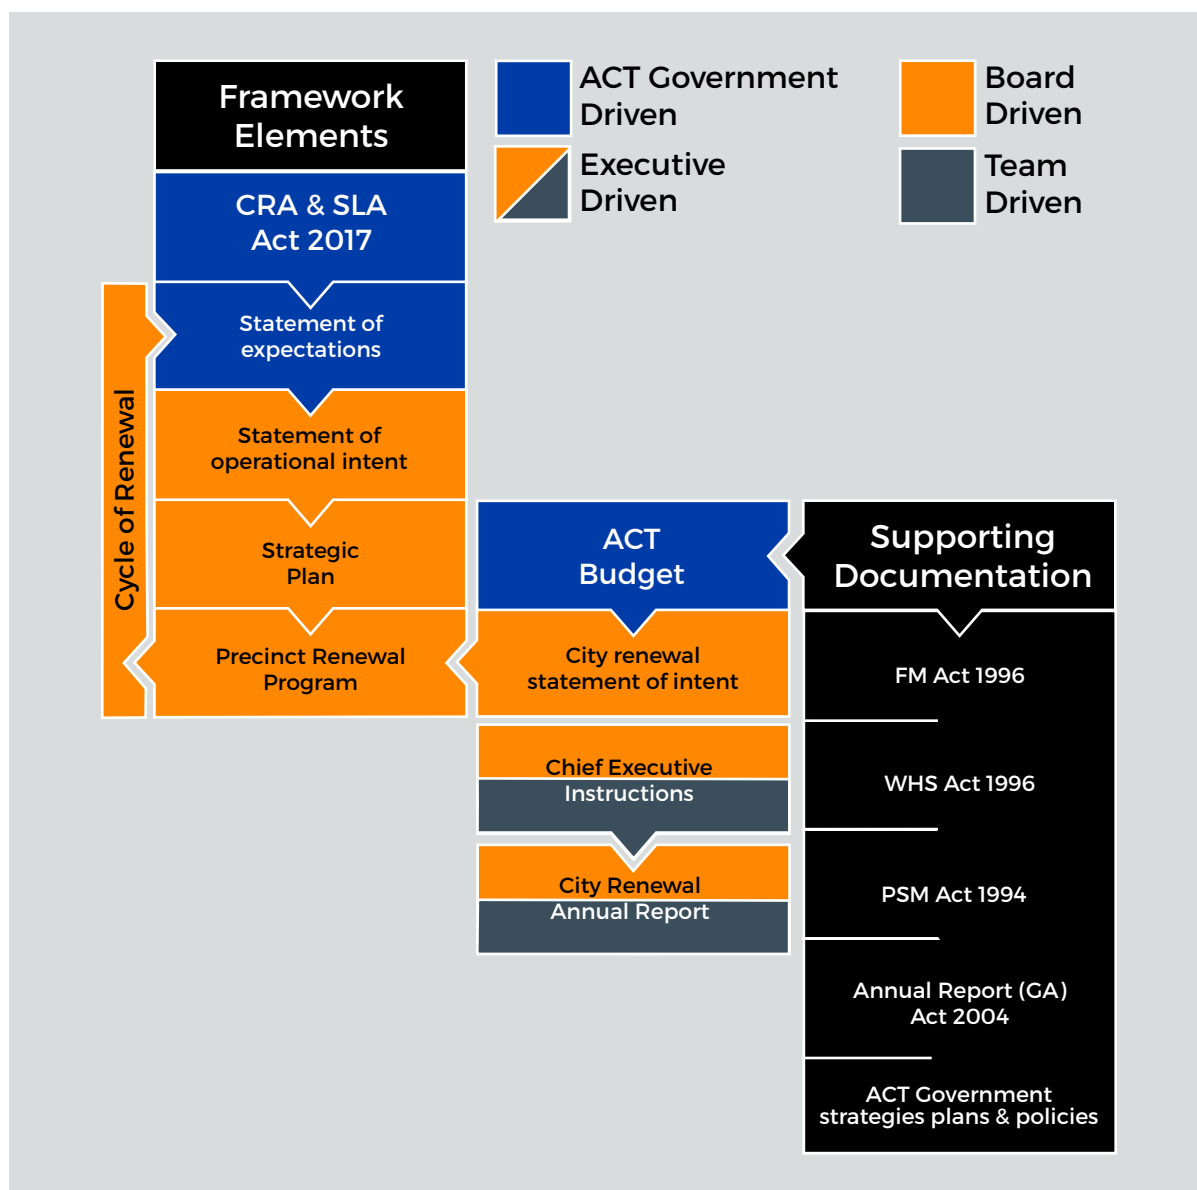 Framework
Elements
ACT Government
Driven
Board
Driven
Executive
Driven
Team
Driven
CRA & SLA
Act 2017
Statement of
expectations
Statement of
operational intent
Strategic
Plan
Precinct Renewal
Program
Cycle of Renewal
ACT
Budget
City renewal
statement of intent
Chief Executive
Instructions
City Renewal
Annual Report
Supporting
Documentation
FM Act 1996
WHS Act 1996
PSM Act 1994
Annual Report (GA)
Act 2004
ACT Government
strategies plans & policies